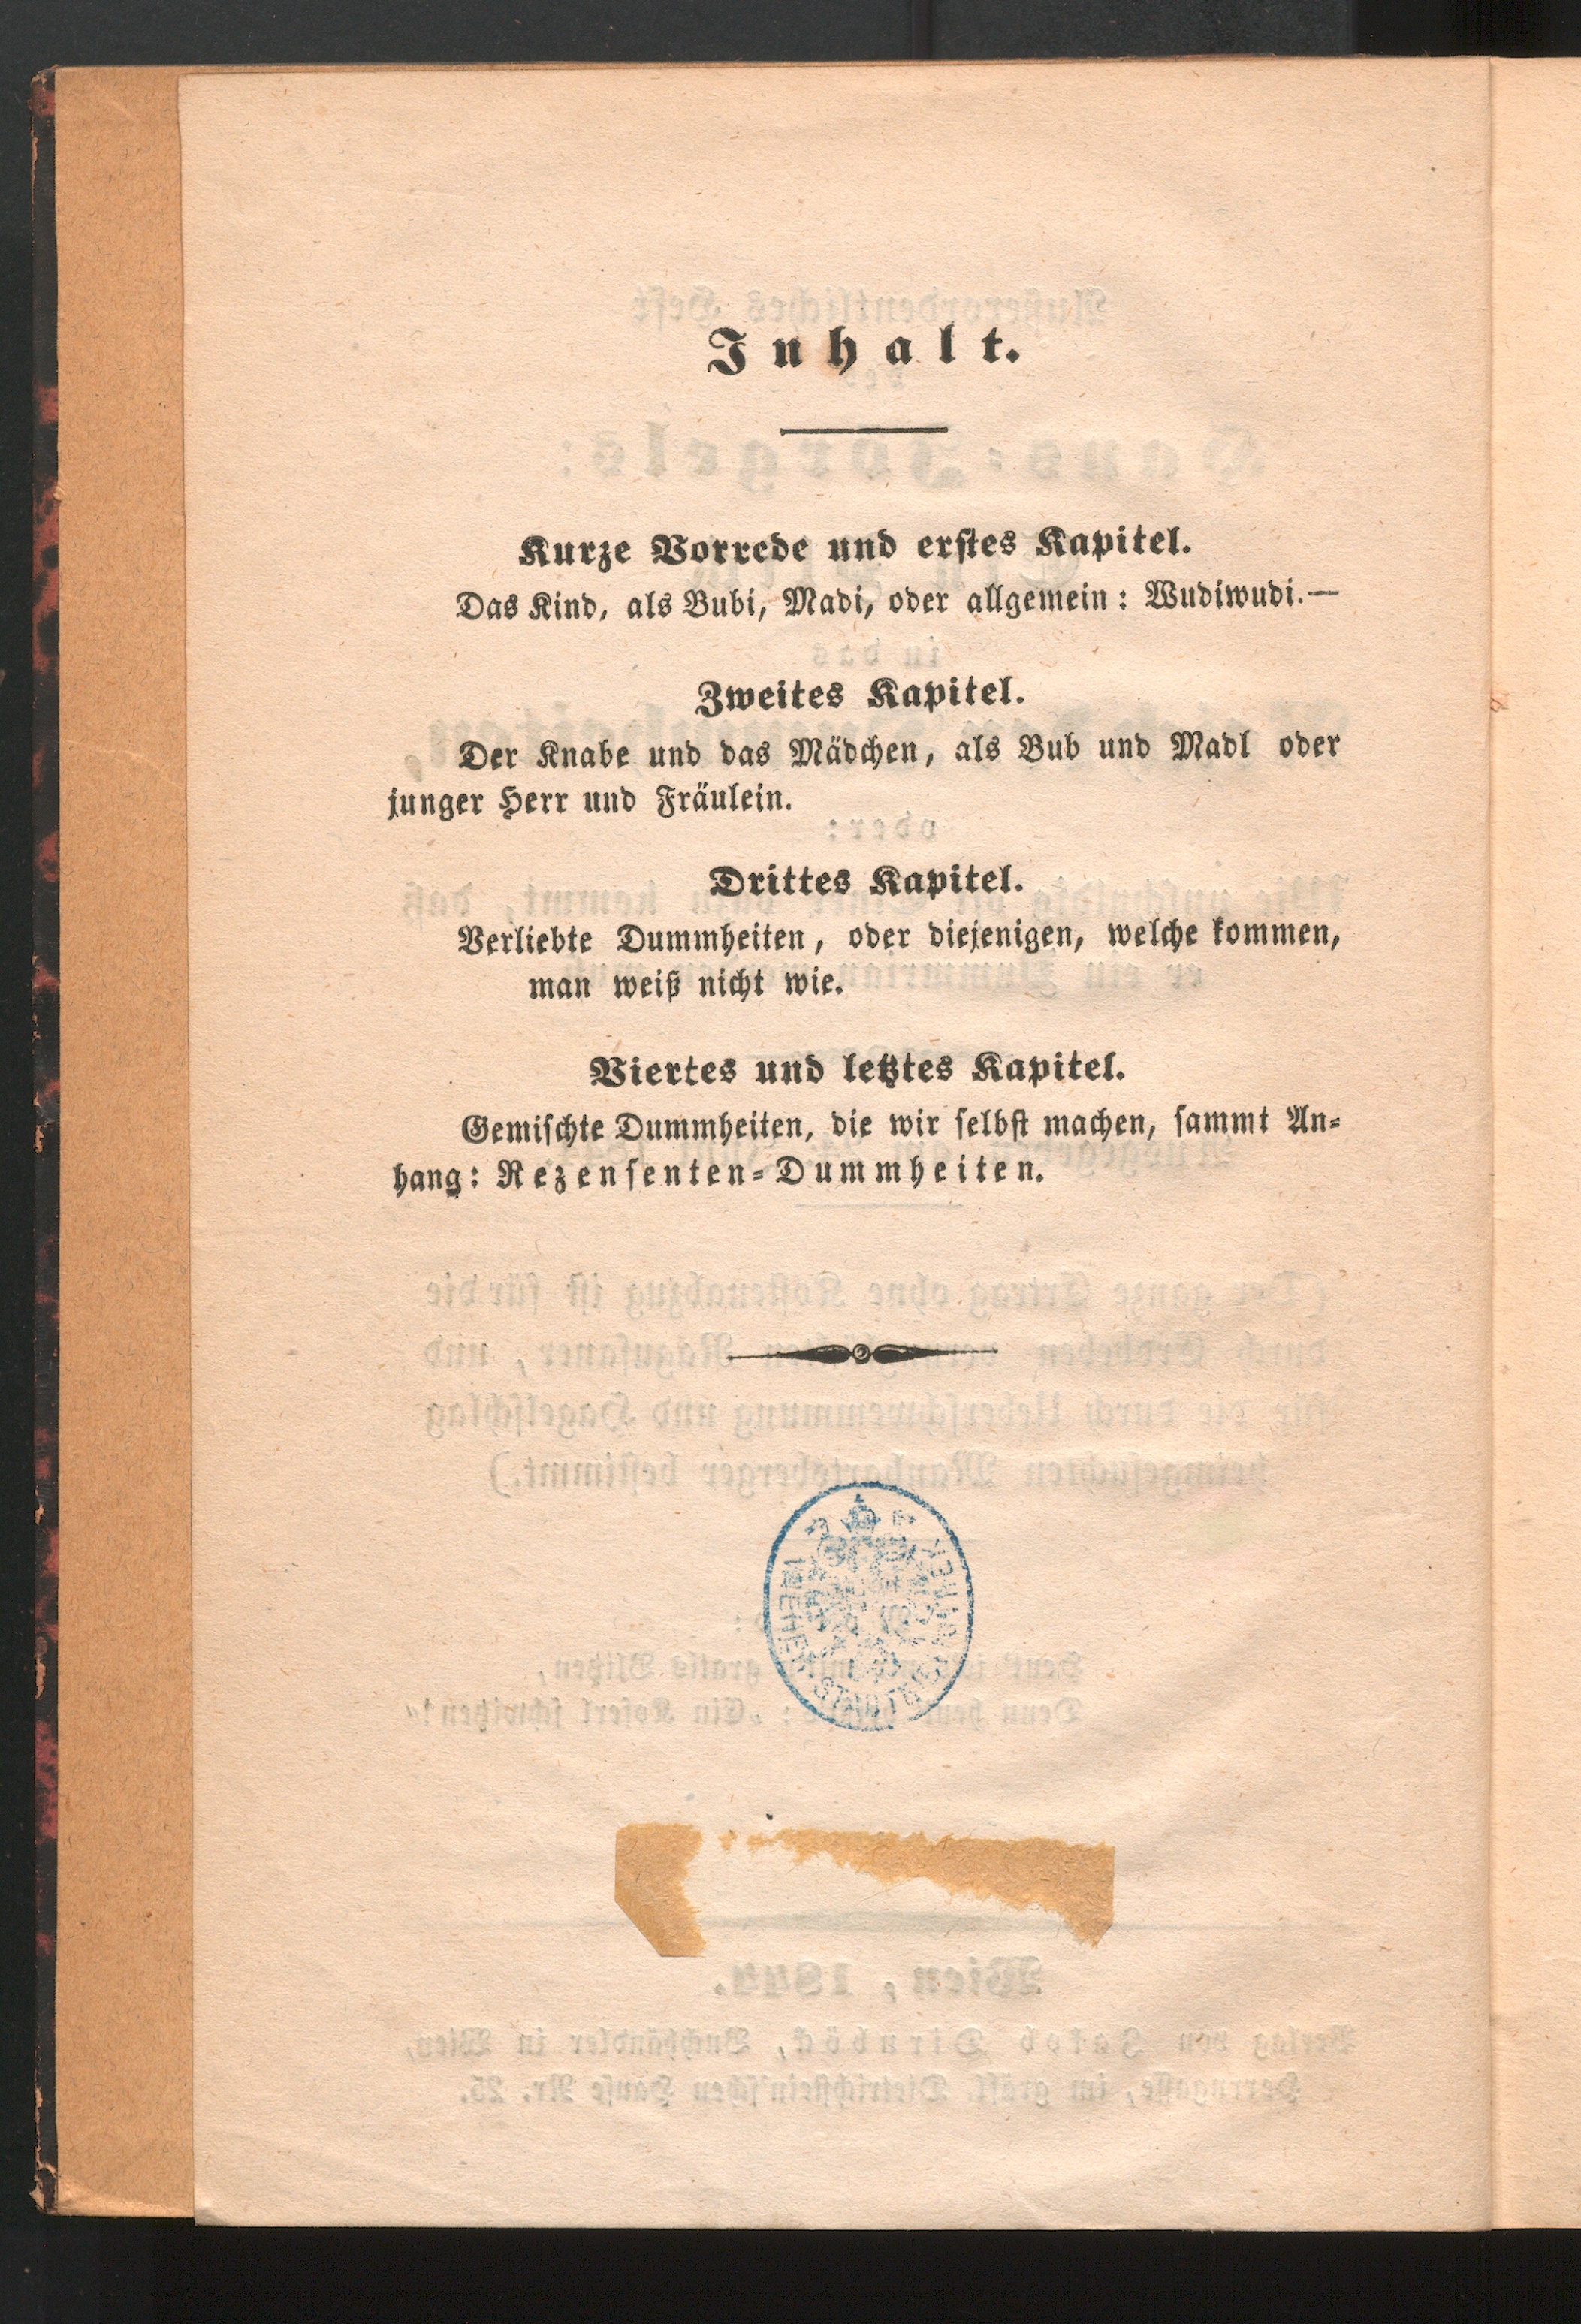 Inhalt.
Kurze Vorrede und erstes Kapitel.
Das Kind, als Bubi, Madi, oder allgemein: Wudiwudi.—
Zweites Kapitel.
Der Knabe und das Mädchen, als Bub und Madl oder
junger Herr und Fräulein.
Drittes Kapitel.
Verliebte Dummheiten, oder diejenigen, welche kommen,
man weiß nicht wie.
Viertes und letztes Kapitel.
Gemischte Dummheiten, die wir selbst machen, sammt An-
hang: Rezensenten-Dummheiten.